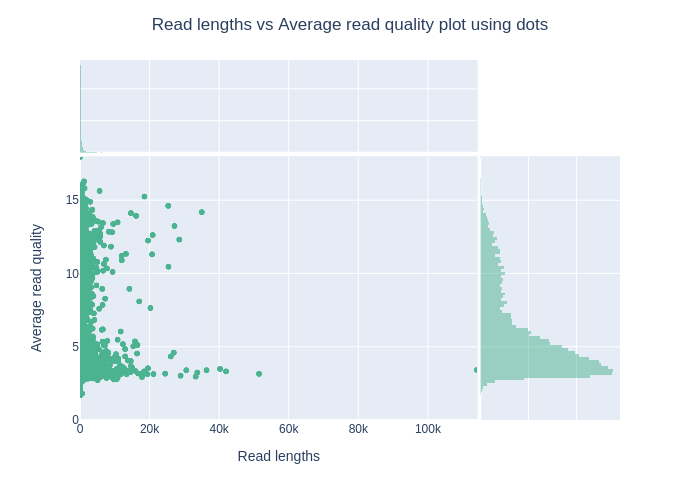 Read lengths vs Average read quality plot using dots
Average read quality
15
10
5
0
0 20k 40k 60k 80k 100k
Read lengths